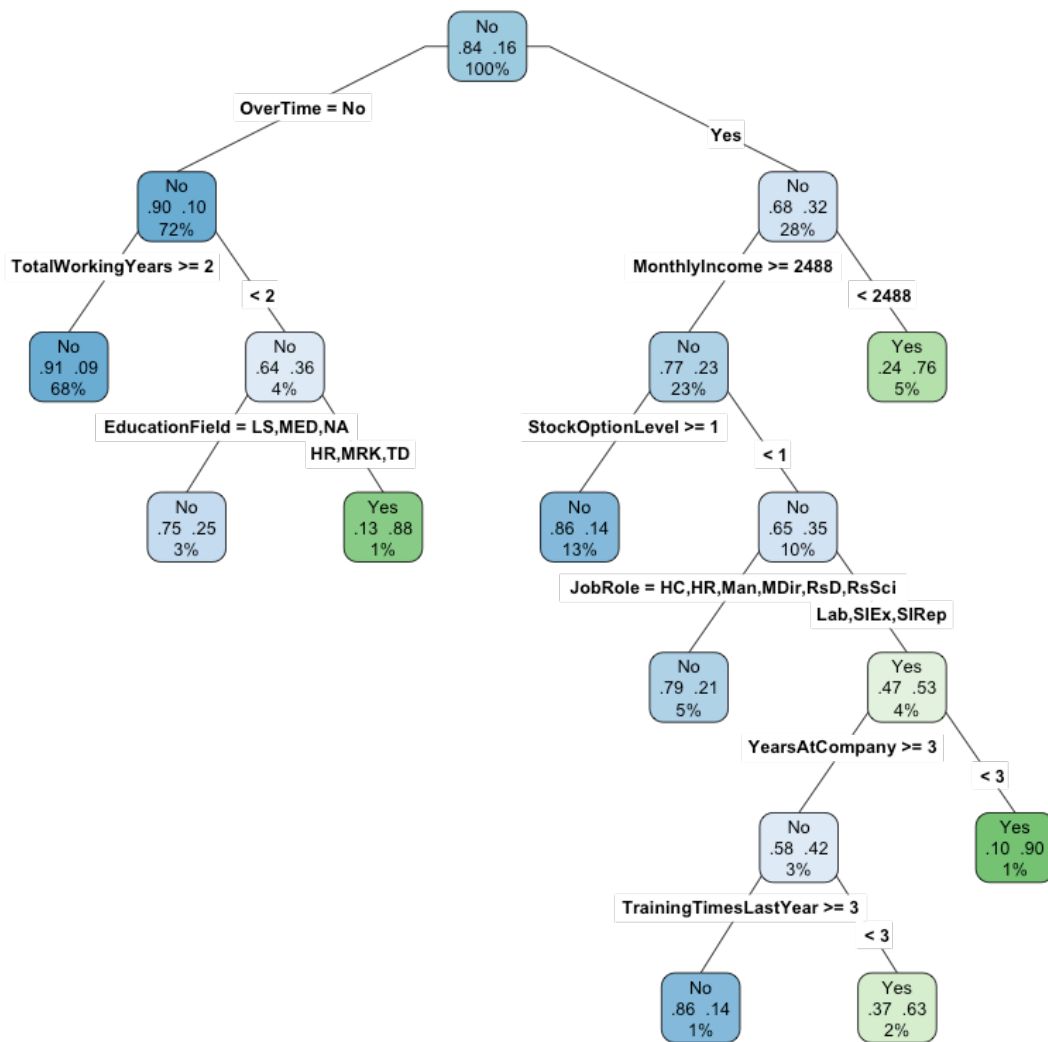 No
.84 .16
100%
OverTime = No
Yes
No
.90 .10
72%
No
.68 .32
28%
TotalWorkingYears >= 2
MonthlyIncome >= 2488
< 2
< 2488
No
.91 .09
68%
No
.64 .36
4%
No
.77 .23
23%
Yes
.24 .76
5%
EducationField = LS,MED,NA
StockOptionLevel >= 1
HR,MRK,TD
< 1
No
.75 .25
3%
Yes
.13 .88
1%
No
.86 .14
13%
No
.65 .35
10%
JobRole = HC,HR,Man,MDir,RsD,RsSci
Lab,SlEx,SlRep
No
.79 .21
5%
Yes
.47 .53
4%
YearsAtCompany >= 3
< 3
No
.58 .42
3%
Yes
.10 .90
1%
TrainingTimesLastYear >= 3
< 3
No
.86 .14
1%
Yes
.37 .63
2%